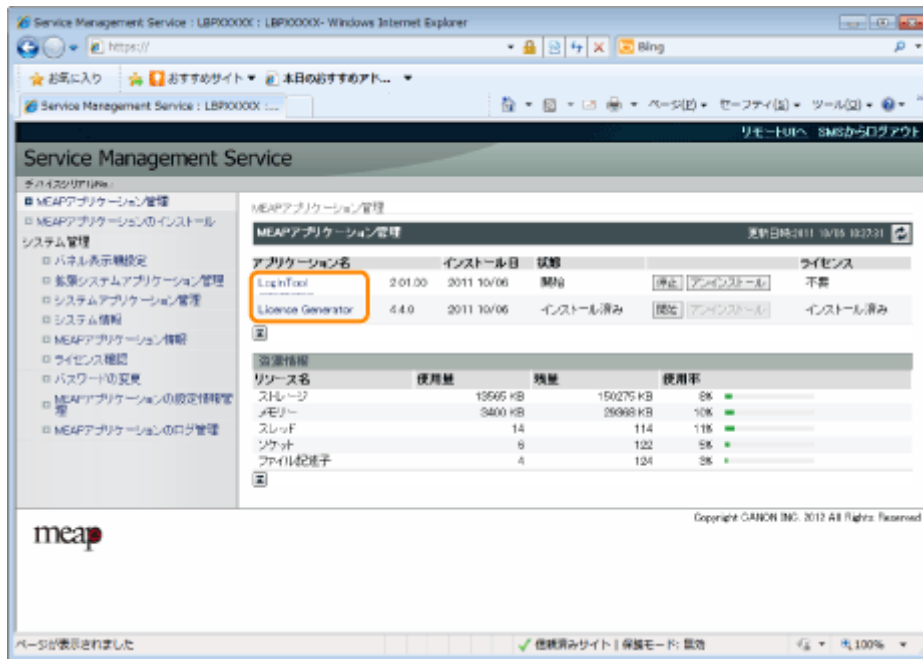 Service Management Service : LBPXXXXX : LBPXXXXX- Windows Internet Explorer
https://
Bing
お気に入り おすすめサイト ▼ 本日のおすすめアド... ▼
Service Management Service : LBPXXXXX :...
ページ(P) セーフティ(S) ツール(O)
リモートUIへ SMSからログアウト
Service Management Service
デバイスシリアルNo.:
MEAPアプリケーション管理
MEAPアプリケーションのインストール
システム管理
パネル表示順設定
拡張システムアプリケーション管理
システムアプリケーション管理
システム情報
MEAPアプリケーション情報
ライセンス確認
パスワードの変更
MEAPアプリケーションの設定情報管理
MEAPアプリケーションのログ管理
MEAPアプリケーション管理
MEAPアプリケーション管理 更新日時:2011 10/06 10:27:31
アプリケーション名 インストール日 状態 ライセンス
LoginTool 2.01.00 2011 10/06 開始 停止 アンインストール 不要
License Generator 4.4.0 2011 10/06 インストール済み 開始 アンインストール インストール済み
資源情報
リソース名 使用量 残量 使用率
ストレージ 13565 KB 150275 KB 8%
メモリー 3400 KB 29368 KB 10%
スレッド 14 114 11%
ソケット 6 122 5%
ファイル記述子 4 124 3%
meap
Copyright CANON INC. 2012 All Rights Reserved
ページが表示されました 信頼済みサイト | 保護モード: 無効 100%